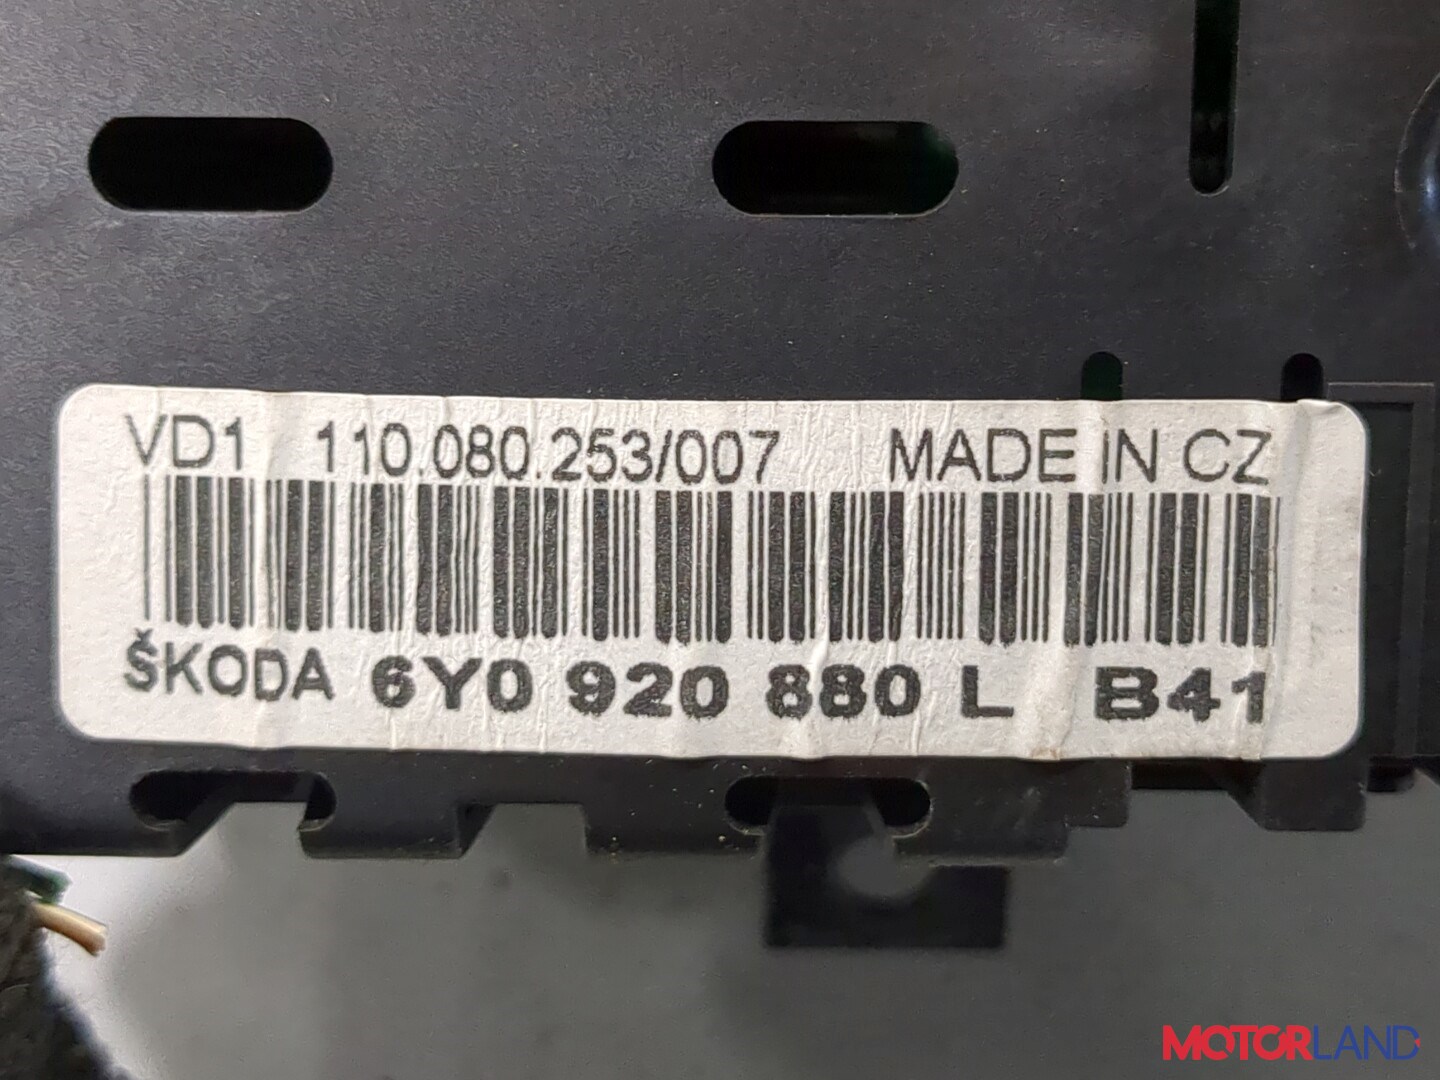 VD1 110.080.253/007 MADE IN CZ
ŠKODA 6Y0 920 880 L B41
MOTORLAND